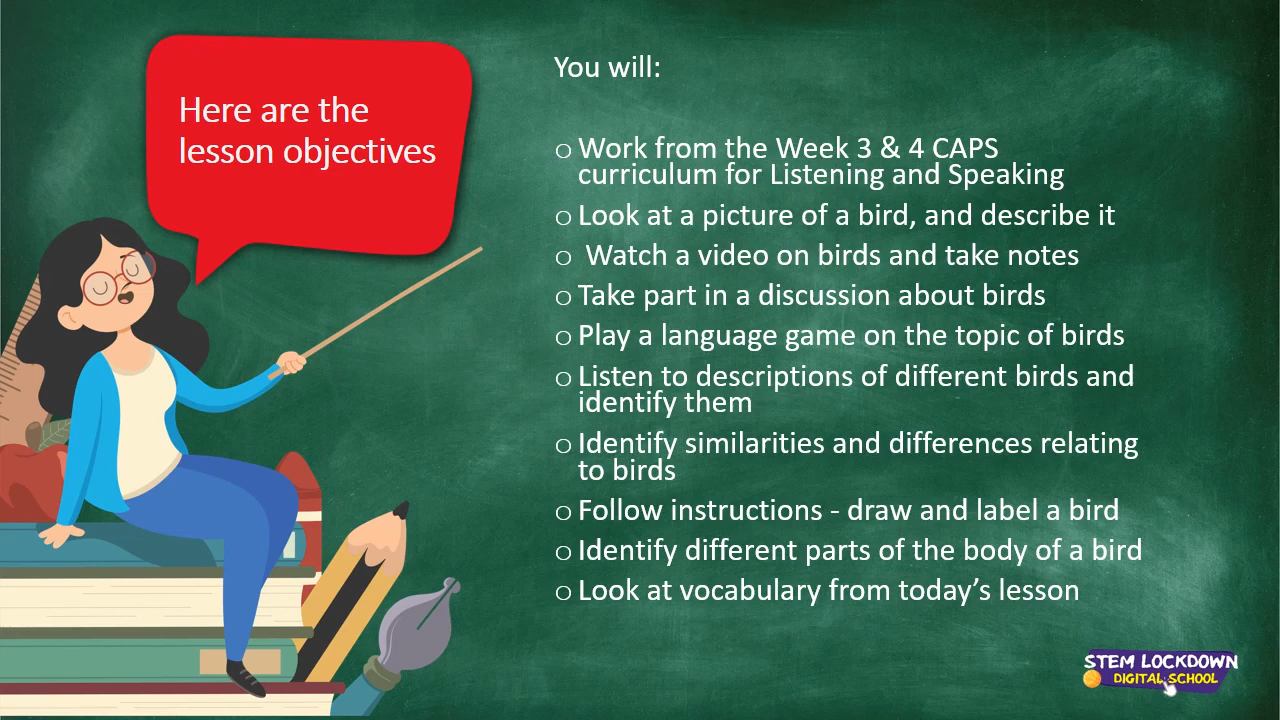 Here are the
lesson objectives
You will:
o Work from the Week 3 & 4 CAPS
curriculum for Listening and Speaking
o Look at a picture of a bird, and describe it
o Watch a video on birds and take notes
o Take part in a discussion about birds
o Play a language game on the topic of birds
o Listen to descriptions of different birds and
identify them
o Identify similarities and differences relating
to birds
o Follow instructions - draw and label a bird
o Identify different parts of the body of a bird
o Look at vocabulary from today’s lesson
STEM LOCKDOWN
DIGITAL SCHOOL